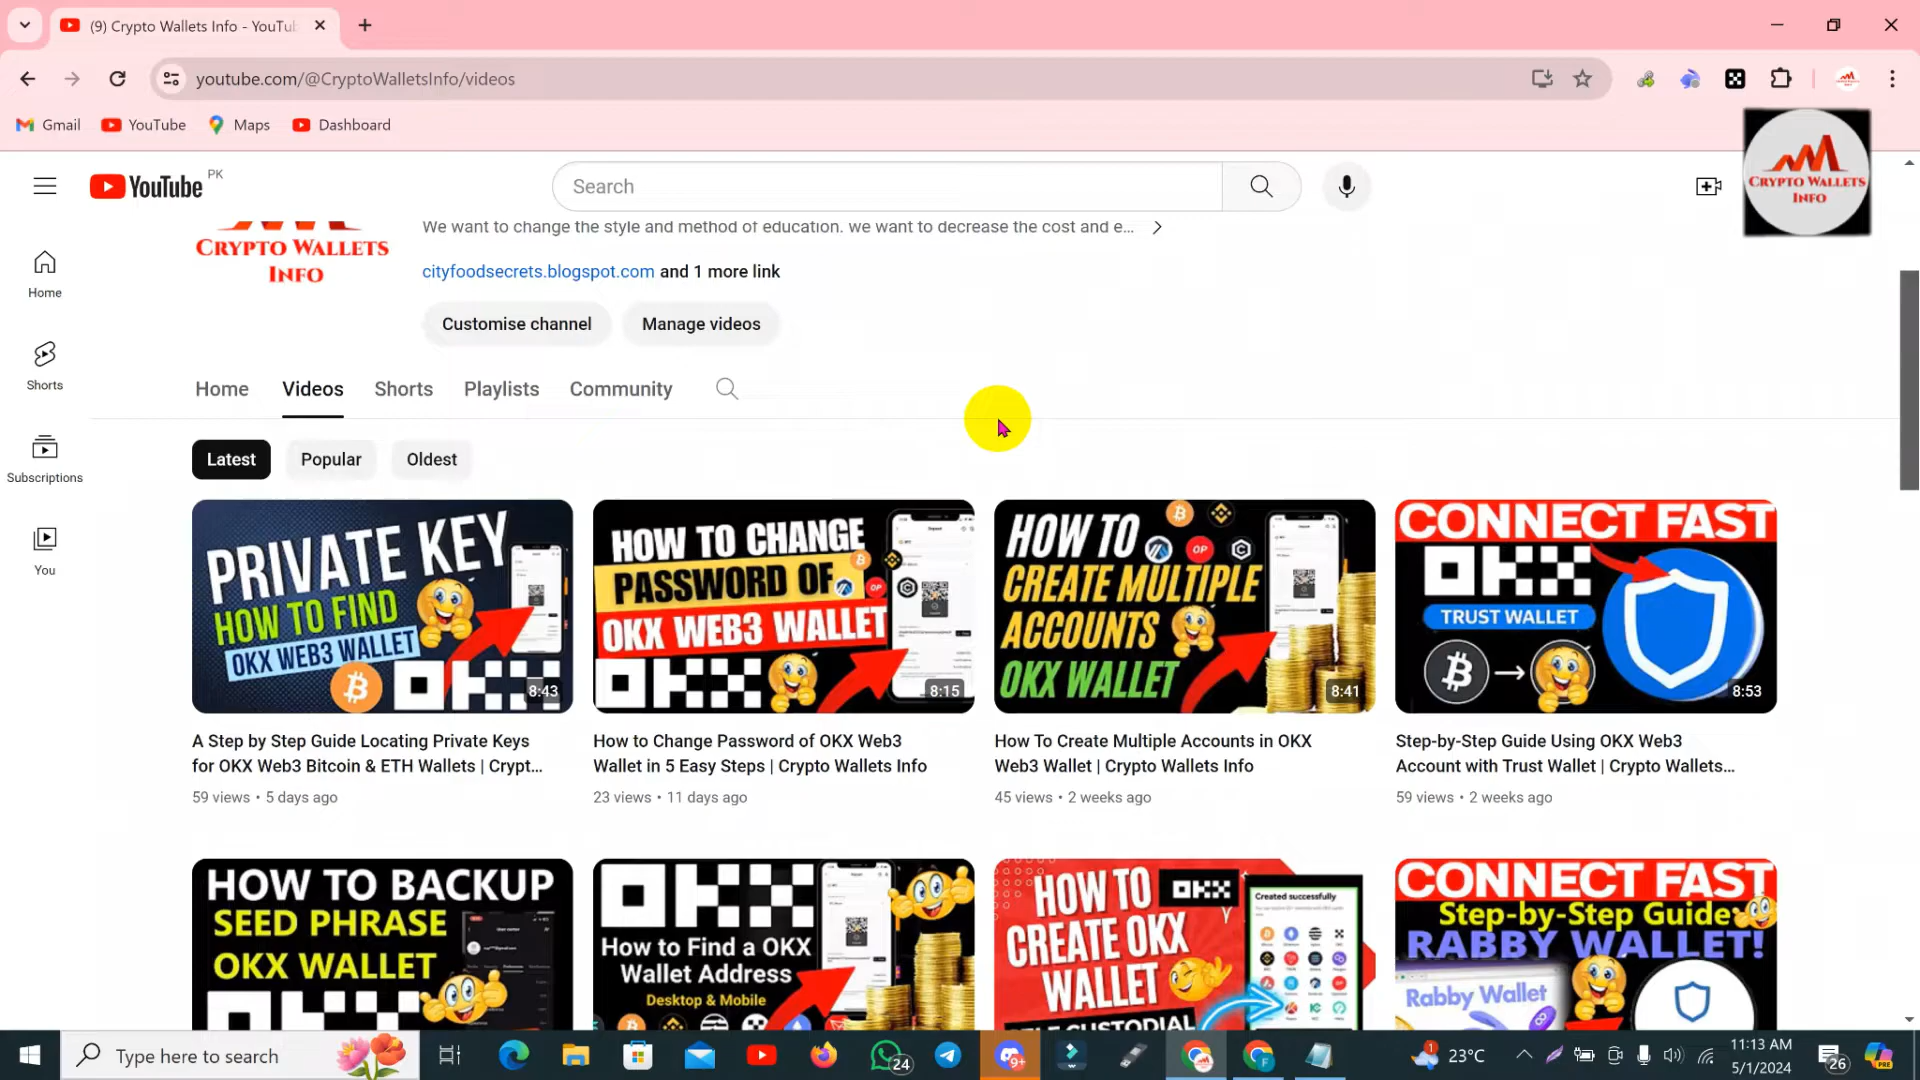 (9) Crypto Wallets Info - YouTu
youtube.com/@CryptoWalletsInfo/videos
Gmail
YouTube
Maps
Dashboard
CRYPTO WALLETS
INFO
YouTube PK
Search
CRYPTO WALLETS
INFO
We want to change the style and method of education. we want to decrease the cost and e...
cityfoodsecrets.blogspot.com and 1 more link
Customise channel
Manage videos
Home
Shorts
Subscriptions
You
Home
Videos
Shorts
Playlists
Community
Latest
Popular
Oldest
PRIVATE KEY
HOW TO FIND
OKX WEB3 WALLET
OKX
8:43
HOW TO CHANGE
PASSWORD OF
OKX WEB3 WALLET
OKX
8:15
HOW TO
CREATE MULTIPLE
ACCOUNTS
OKX WALLET
8:41
CONNECT FAST
OKX
TRUST WALLET
8:53
A Step by Step Guide Locating Private Keys
for OKX Web3 Bitcoin & ETH Wallets | Crypt...
59 views • 5 days ago
How to Change Password of OKX Web3
Wallet in 5 Easy Steps | Crypto Wallets Info
23 views • 11 days ago
How To Create Multiple Accounts in OKX
Web3 Wallet | Crypto Wallets Info
45 views • 2 weeks ago
Step-by-Step Guide Using OKX Web3
Account with Trust Wallet | Crypto Wallets...
59 views • 2 weeks ago
HOW TO BACKUP
SEED PHRASE
OKX WALLET
OKX
How to Find a OKX
Wallet Address
Desktop & Mobile
HOW TO
CREATE OKX
WALLET
SELF CUSTODIAL
OKX
Created successfully
CONNECT FAST
Step-by-Step Guide
RABBY WALLET!
Rabby Wallet
Type here to search
24
9+
23°C
11:13 AM
5/1/2024
26